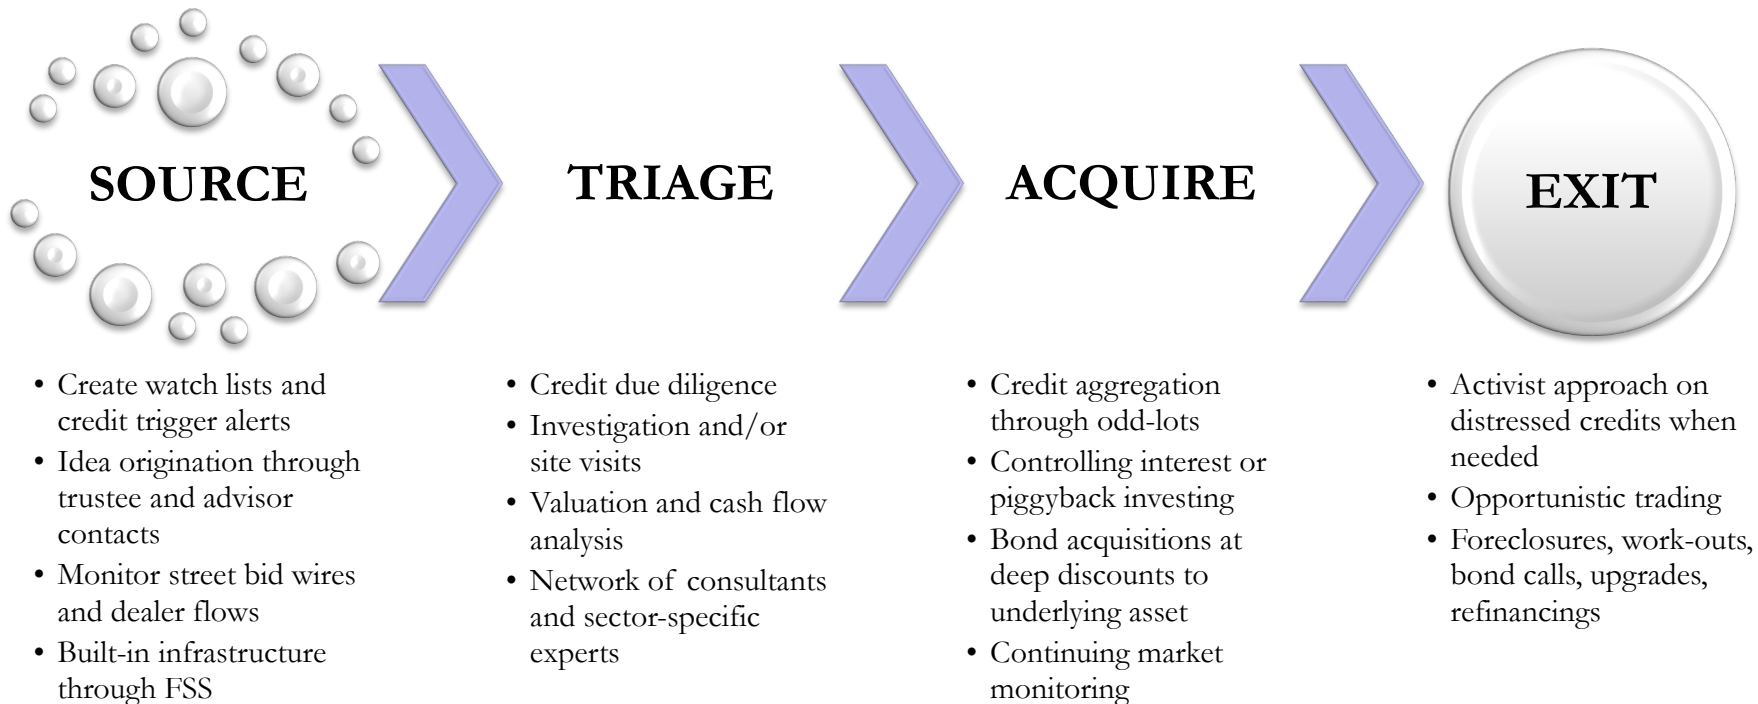 SOURCE
• Create watch lists and
credit trigger alerts
• Idea origination through
trustee and advisor
contacts
• Monitor street bid wires
and dealer flows
• Built-in infrastructure
through FSS
TRIAGE
• Credit due diligence
• Investigation and/or
site visits
• Valuation and cash flow
analysis
• Network of consultants
and sector-specific
experts
ACQUIRE
• Credit aggregation
through odd-lots
• Controlling interest or
piggyback investing
• Bond acquisitions at
deep discounts to
underlying asset
• Continuing market
monitoring
EXIT
• Activist approach on
distressed credits when
needed
• Opportunistic trading
• Foreclosures, work-outs,
bond calls, upgrades,
refinancings